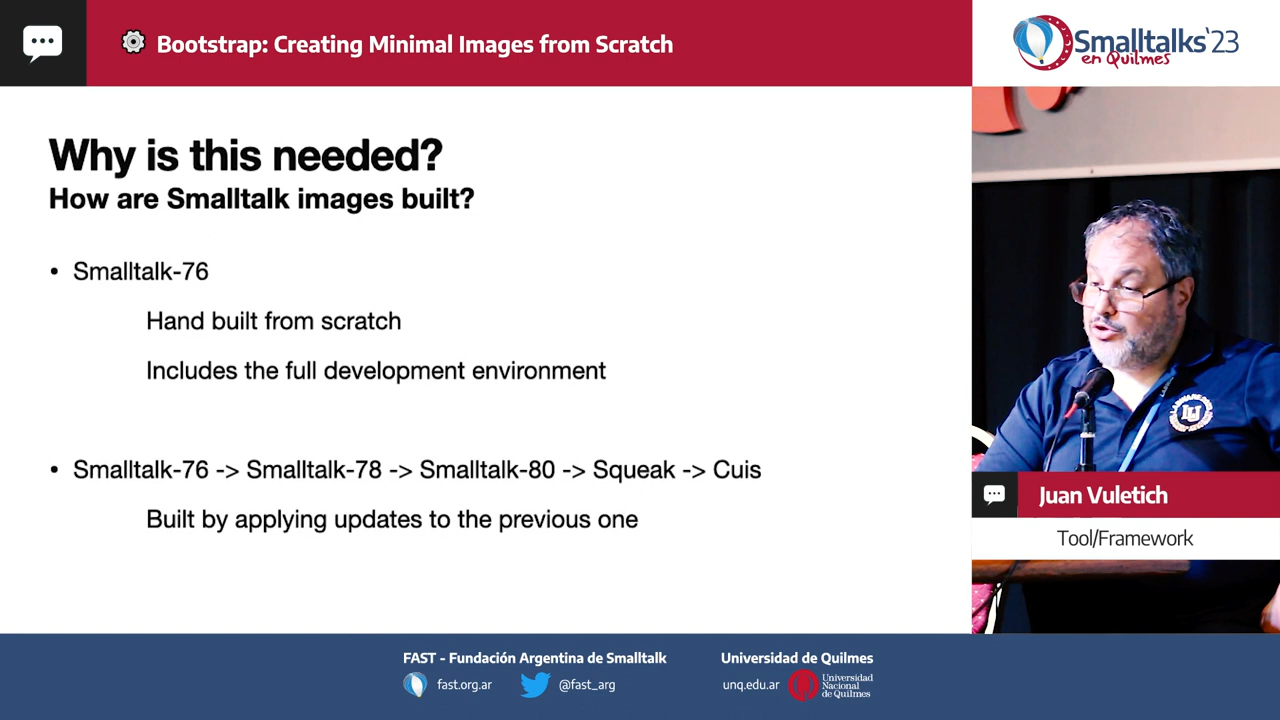 Bootstrap: Creating Minimal Images from Scratch
Smalltalks'23
en Quilmes
Why is this needed?
How are Smalltalk images built?
• Smalltalk-76
Hand built from scratch
Includes the full development environment
• Smalltalk-76 -> Smalltalk-78 -> Smalltalk-80 -> Squeak -> Cuis
Built by applying updates to the previous one
LU
Juan Vuletich
Tool/Framework
FAST - Fundación Argentina de Smalltalk
fast.org.ar
@fast_arg
Universidad de Quilmes
unq.edu.ar
Universidad
Nacional
de Quilmes